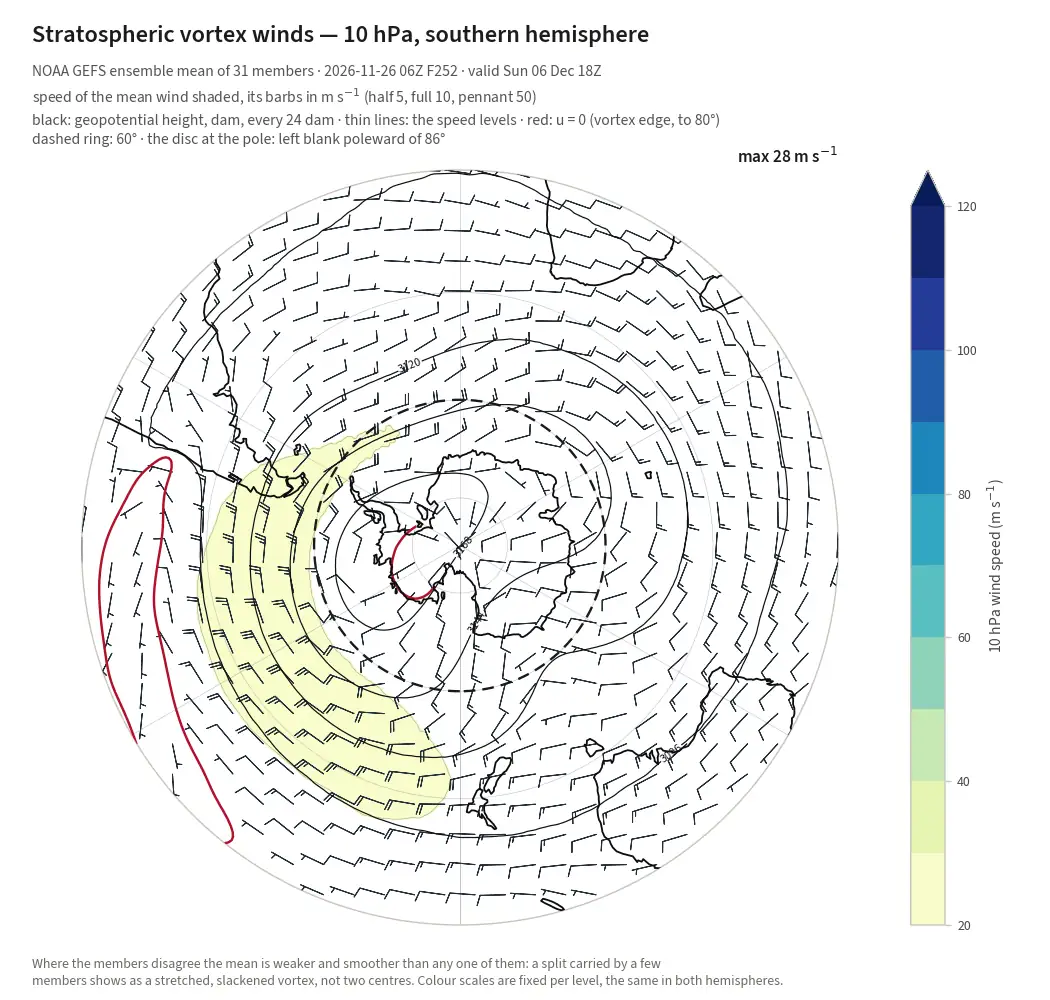 Stratospheric vortex winds — 10 hPa, southern hemisphere
NOAA GEFS ensemble mean of 31 members · 2026-11-26 06Z F252 · valid Sun 06 Dec 18Z
speed of the mean wind shaded, its barbs in m s⁻¹ (half 5, full 10, pennant 50)
black: geopotential height, dam, every 24 dam · thin lines: the speed levels · red: u = 0 (vortex edge, to 80°)
dashed ring: 60° · the disc at the pole: left blank poleward of 86°
max 28 m s⁻¹
120
100
80
60
40
20
10 hPa wind speed (m s⁻¹)
Where the members disagree the mean is weaker and smoother than any one of them: a split carried by a few
members shows as a stretched, slackened vortex, not two centres. Colour scales are fixed per level, the same in both hemispheres.